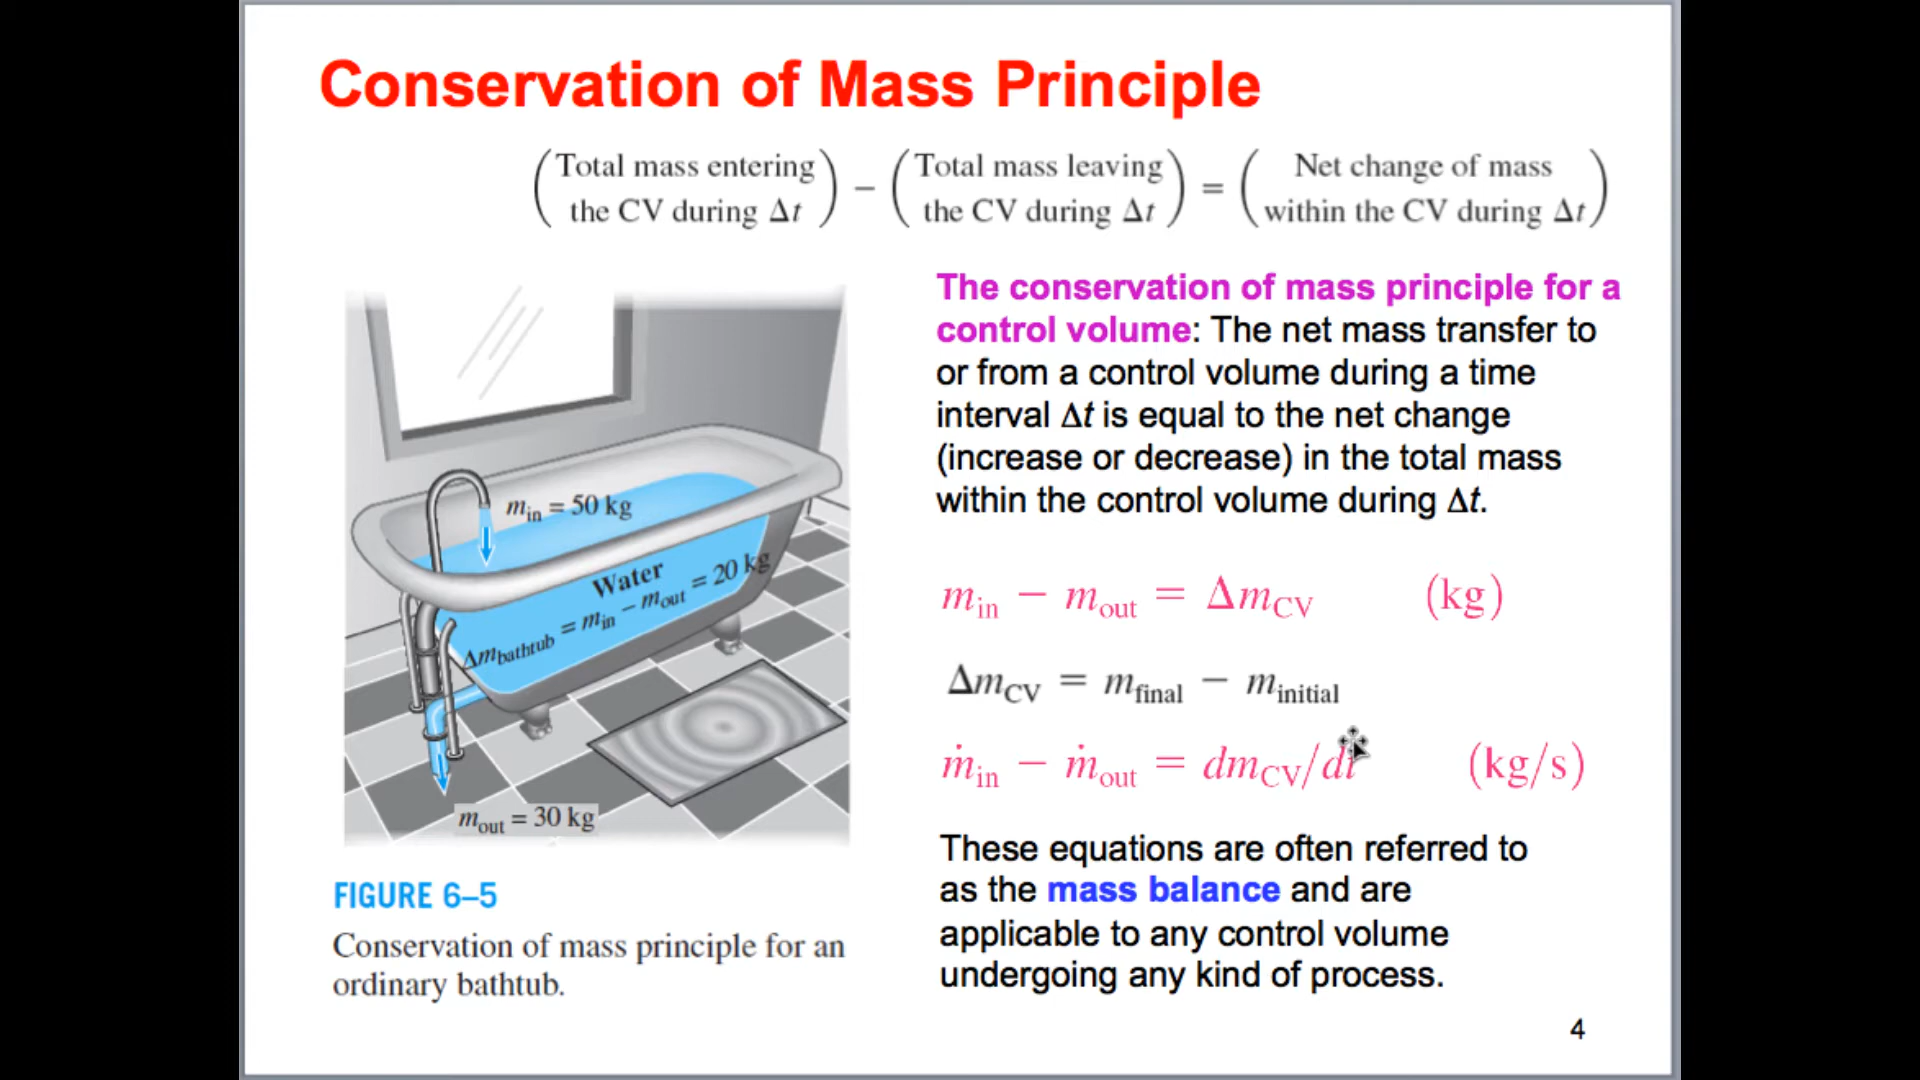 Conservation of Mass Principle
(Total mass entering the CV during Δt) − (Total mass leaving the CV during Δt) = (Net change of mass within the CV during Δt)
The conservation of mass principle for a
control volume: The net mass transfer to
or from a control volume during a time
interval Δt is equal to the net change
(increase or decrease) in the total mass
within the control volume during Δt.
m_in − m_out = Δm_CV (kg)
Δm_CV = m_final − m_initial
ṁ_in − ṁ_out = dm_CV/dt (kg/s)
These equations are often referred to
as the mass balance and are
applicable to any control volume
undergoing any kind of process.
m_in = 50 kg
Water
Δm_bathtub = m_in − m_out = 20 kg
m_out = 30 kg
FIGURE 6–5
Conservation of mass principle for an
ordinary bathtub.
4